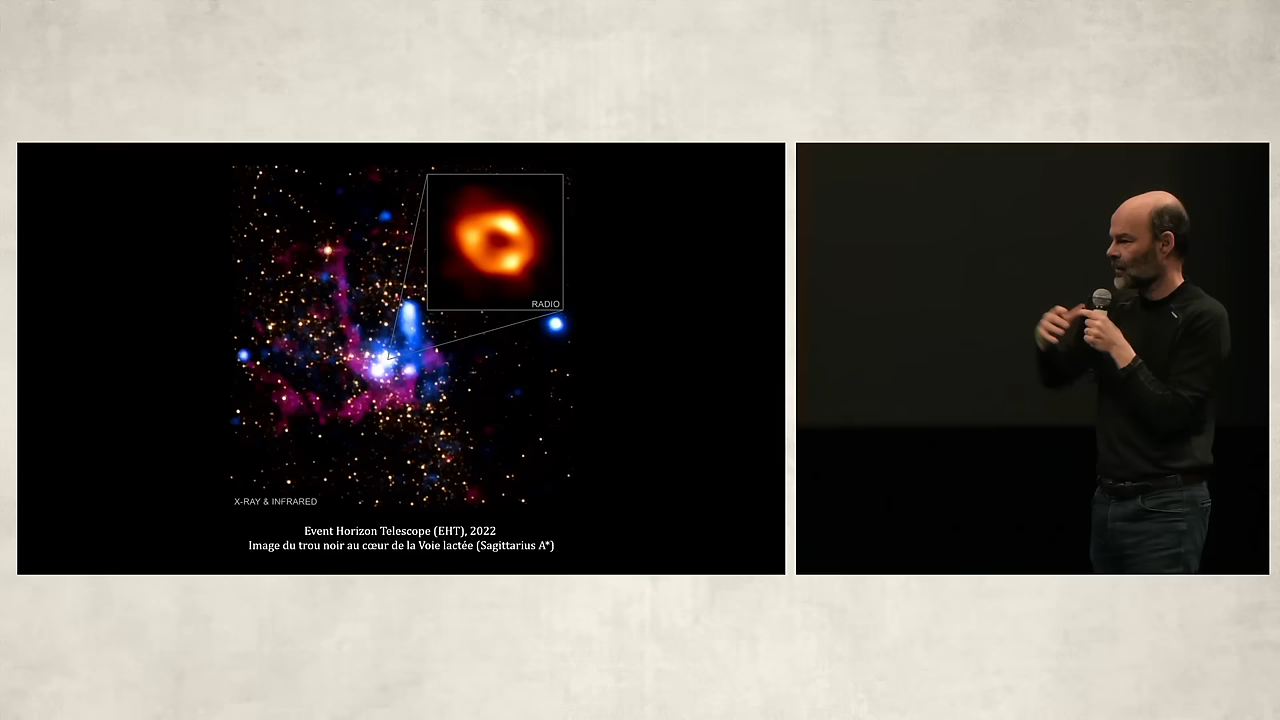 RADIO
X-RAY & INFRARED
Event Horizon Telescope (EHT), 2022
Image du trou noir au cœur de la Voie lactée (Sagittarius A*)